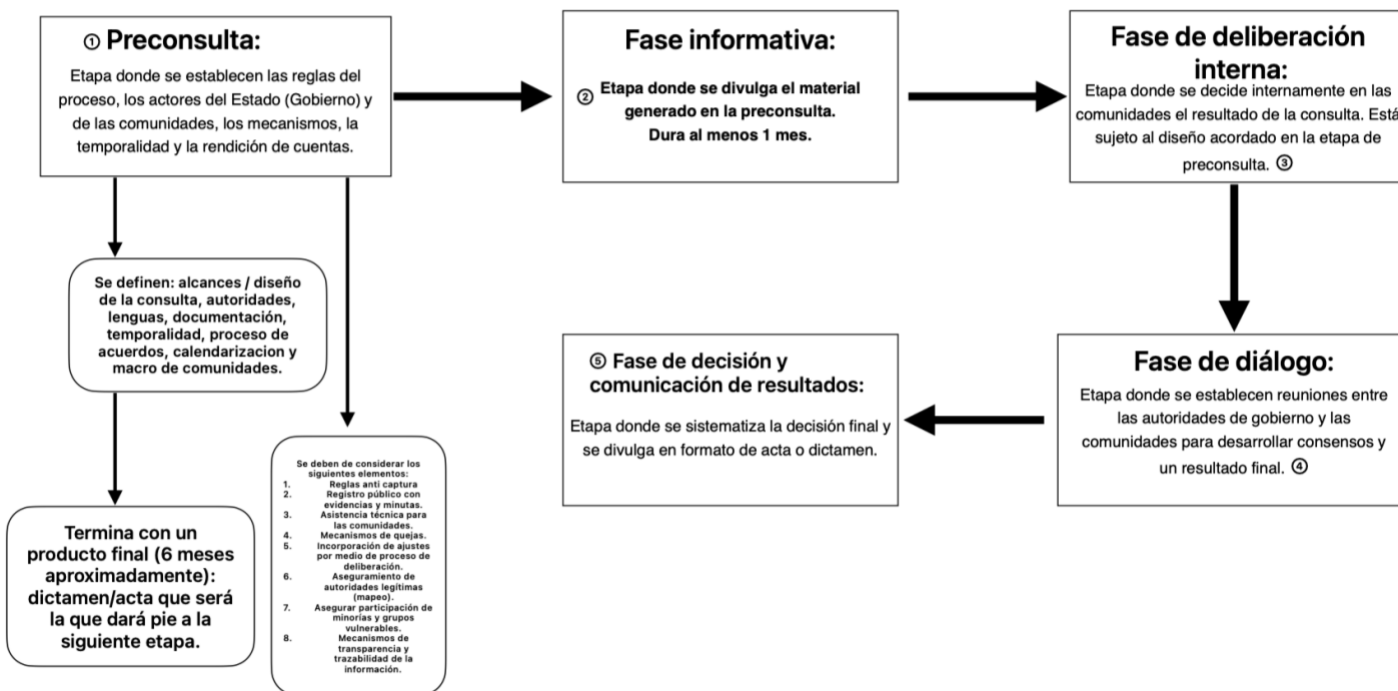 ① Preconsulta:
Etapa donde se establecen las reglas del
proceso, los actores del Estado (Gobierno) y
de las comunidades, los mecanismos, la
temporalidad y la rendición de cuentas.
Fase informativa:
② Etapa donde se divulga el material
generado en la preconsulta.
Dura al menos 1 mes.
Fase de deliberación
interna:
Etapa donde se decide internamente en las
comunidades el resultado de la consulta. Está
sujeto al diseño acordado en la etapa de
preconsulta. ③
Se definen: alcances / diseño
de la consulta, autoridades,
lenguas, documentación,
temporalidad, proceso de
acuerdos, calendarizacion y
macro de comunidades.
⑤ Fase de decisión y
comunicación de resultados:
Etapa donde se sistematiza la decisión final y
se divulga en formato de acta o dictamen.
Fase de diálogo:
Etapa donde se establecen reuniones entre
las autoridades de gobierno y las
comunidades para desarrollar consensos y
un resultado final. ④
Termina con un
producto final (6 meses
aproximadamente):
dictamen/acta que será
la que dará pie a la
siguiente etapa.
Se deben de considerar los
siguientes elementos:
1. Reglas anti captura
2. Registro público con
evidencias y minutas.
3. Asistencia técnica para
las comunidades.
4. Mecanismos de quejas.
5. Incorporación de ajustes
por medio de proceso de
deliberación.
6. Aseguramiento de
autoridades legítimas
(mapeo).
7. Asegurar participación de
minorías y grupos
vulnerables.
8. Mecanismos de
transparencia y
trazabilidad de la
información.